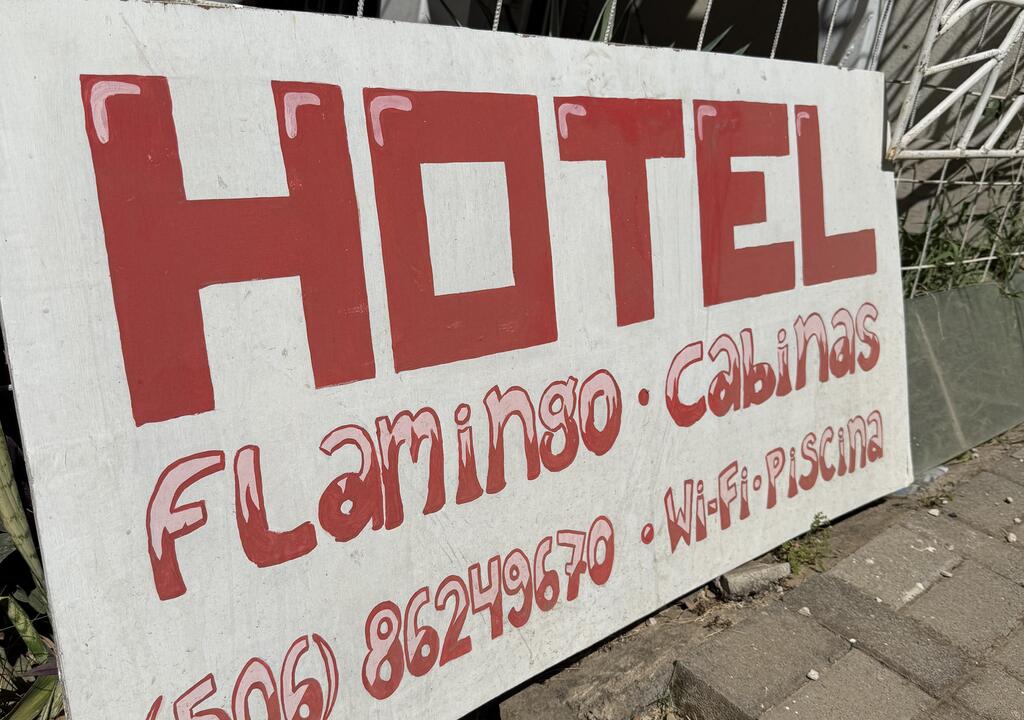 HOTEL
Flamingo · Cabinas
(506) 86249670 · Wi-Fi · Piscina